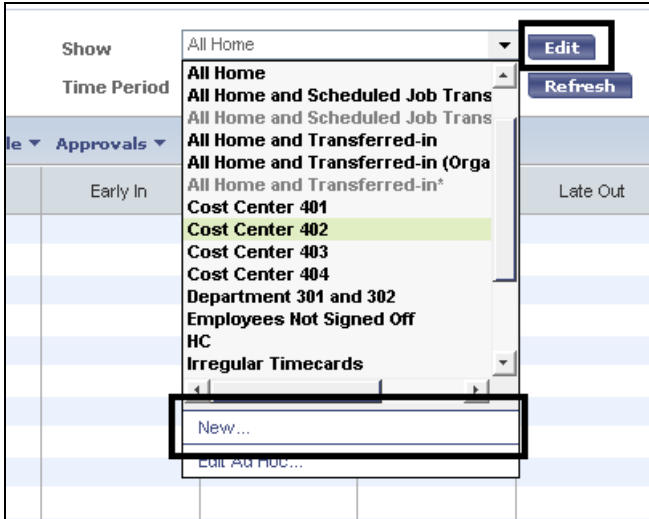 Show All Home Edit
Time Period Refresh
All Home
All Home and Scheduled Job Trans
All Home and Scheduled Job Trans
All Home and Transferred-in
All Home and Transferred-in (Orga
All Home and Transferred-in*
Cost Center 401
Cost Center 402
Cost Center 403
Cost Center 404
Department 301 and 302
Employees Not Signed Off
HC
Irregular Timecards
New...
Edit Ad Hoc...
le Approvals
Early In Late Out